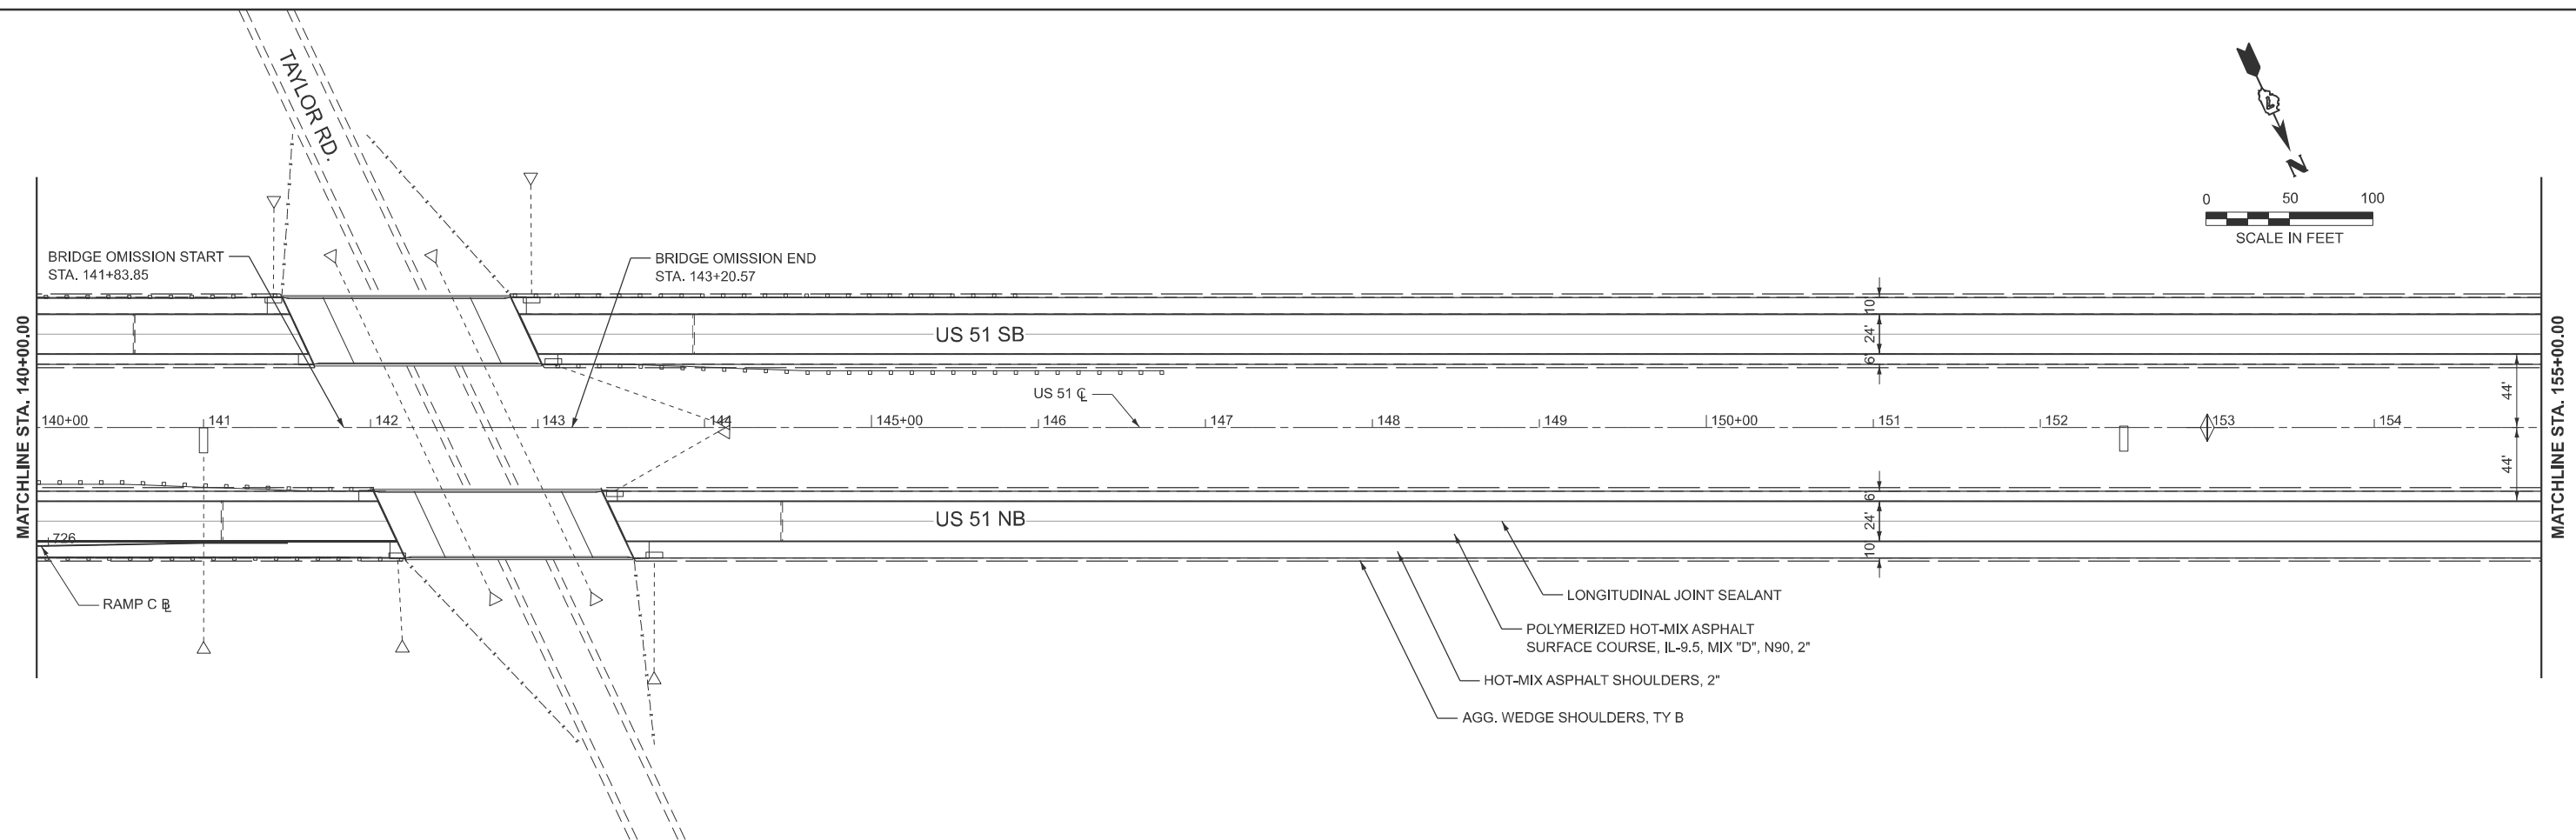 TAYLOR RD.
N
0 50 100
SCALE IN FEET
BRIDGE OMISSION START
STA. 141+83.85
BRIDGE OMISSION END
STA. 143+20.57
MATCHLINE STA. 140+00.00
MATCHLINE STA. 155+00.00
US 51 SB
10
24'
6'
44'
US 51 ℄
140+00 141 142 143 144 145+00 146 147 148 149 150+00 151 152 153 154
44'
6'
24'
10
US 51 NB
726
RAMP C B
L
LONGITUDINAL JOINT SEALANT
POLYMERIZED HOT-MIX ASPHALT
SURFACE COURSE, IL-9.5, MIX "D", N90, 2"
HOT-MIX ASPHALT SHOULDERS, 2"
AGG. WEDGE SHOULDERS, TY B